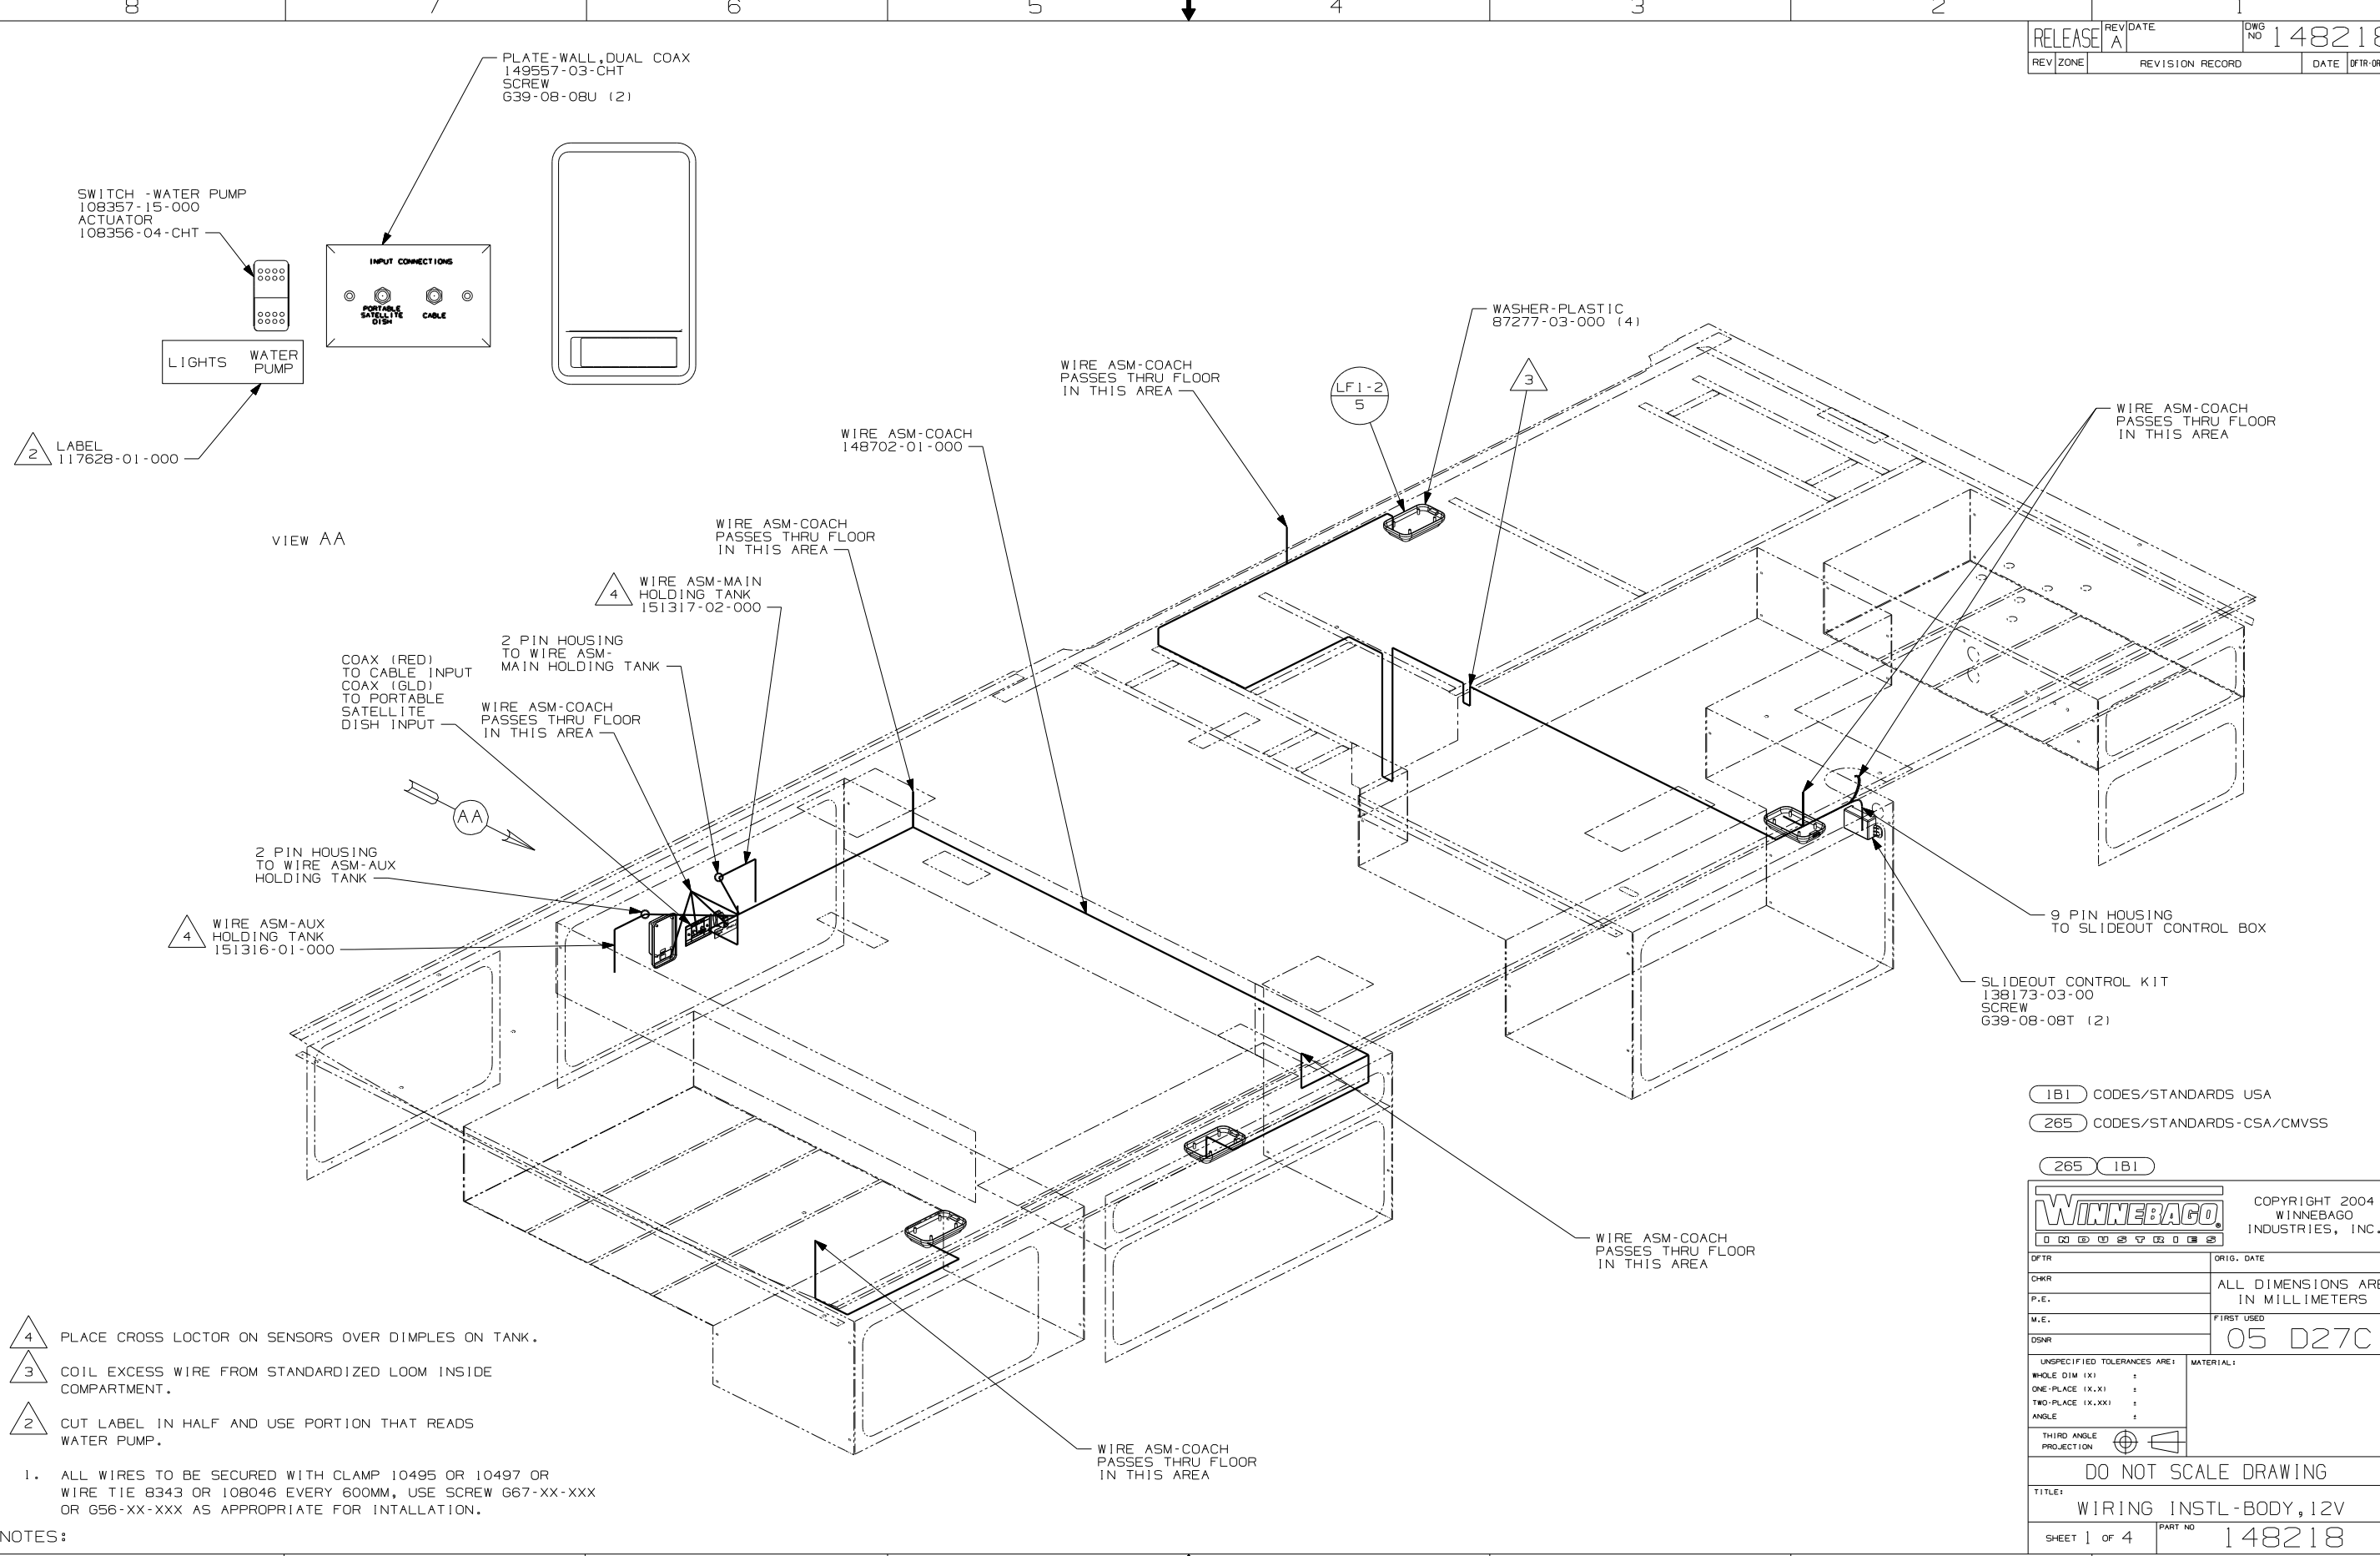 8 7 6 5 4 3 2 1
RELEASE REV A DATE DWG NO 148218
REV ZONE REVISION RECORD DATE
PLATE-WALL,DUAL COAX
149557-03-CHT
SCREW
G39-08-08U (2)
SWITCH -WATER PUMP
108357-15-000
ACTUATOR
108356-04-CHT
INPUT CONNECTIONS
PORTABLE
SATELLITE
DISH
CABLE
LIGHTS
WATER
PUMP
2
LABEL
117628-01-000
VIEW AA
WASHER-PLASTIC
87277-03-000 (4)
WIRE ASM-COACH
PASSES THRU FLOOR
IN THIS AREA
LF1-2
5
3
WIRE ASM-COACH
PASSES THRU FLOOR
IN THIS AREA
WIRE ASM-COACH
148702-01-000
WIRE ASM-COACH
PASSES THRU FLOOR
IN THIS AREA
4
WIRE ASM-MAIN
HOLDING TANK
151317-02-000
2 PIN HOUSING
TO WIRE ASM-
MAIN HOLDING TANK
COAX (RED)
TO CABLE INPUT
COAX (GLD)
TO PORTABLE
SATELLITE
DISH INPUT
WIRE ASM-COACH
PASSES THRU FLOOR
IN THIS AREA
AA
2 PIN HOUSING
TO WIRE ASM-AUX
HOLDING TANK
4
WIRE ASM-AUX
HOLDING TANK
151316-01-000
9 PIN HOUSING
TO SLIDEOUT CONTROL BOX
SLIDEOUT CONTROL KIT
138173-03-00
SCREW
G39-08-08T (2)
WIRE ASM-COACH
PASSES THRU FLOOR
IN THIS AREA
WIRE ASM-COACH
PASSES THRU FLOOR
IN THIS AREA
1B1 CODES/STANDARDS USA
265 CODES/STANDARDS-CSA/CMVSS
265 1B1
4 PLACE CROSS LOCTOR ON SENSORS OVER DIMPLES ON TANK.
3 COIL EXCESS WIRE FROM STANDARDIZED LOOM INSIDE
COMPARTMENT.
2 CUT LABEL IN HALF AND USE PORTION THAT READS
WATER PUMP.
1. ALL WIRES TO BE SECURED WITH CLAMP 10495 OR 10497 OR
WIRE TIE 8343 OR 108046 EVERY 600MM, USE SCREW G67-XX-XXX
OR G56-XX-XXX AS APPROPRIATE FOR INTALLATION.
NOTES:
WINNEBAGO
INDUSTRIES
COPYRIGHT 2004
WINNEBAGO
INDUSTRIES, INC.
DFTR
ORIG. DATE
CHKR
P.E.
M.E.
DSNR
ALL DIMENSIONS ARE
IN MILLIMETERS
FIRST USED
05 D27C
UNSPECIFIED TOLERANCES ARE:
WHOLE DIM (X) ±
ONE-PLACE (X.X) ±
TWO-PLACE (X.XX) ±
ANGLE ±
MATERIAL:
THIRD ANGLE
PROJECTION
DO NOT SCALE DRAWING
TITLE:
WIRING INSTL-BODY,12V
SHEET 1 OF 4
PART NO
148218